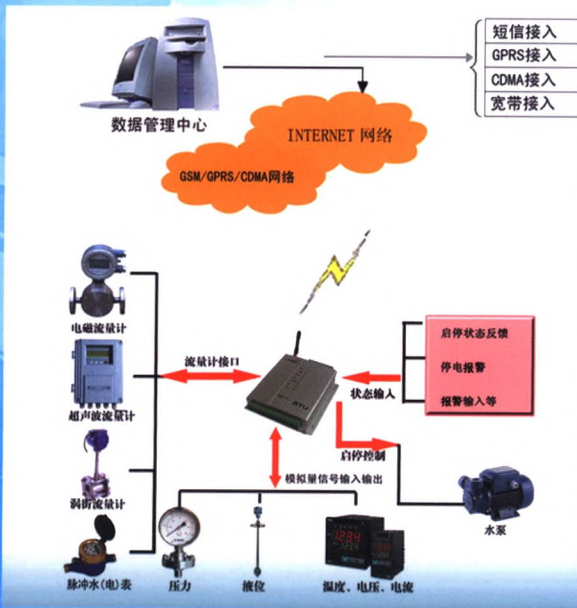 短信接入
GPRS接入
CDMA接入
宽带接入
数据管理中心
INTERNET 网络
GSM/GPRS/CDMA网络
电磁流量计
流量计接口
超声波流量计
涡街流量计
脉冲水(电)表
RTU
状态输入
启停状态反馈
停电报警
报警输入等
启停控制
模拟量信号输入输出
水泵
压力
液位
温度、电压、电流